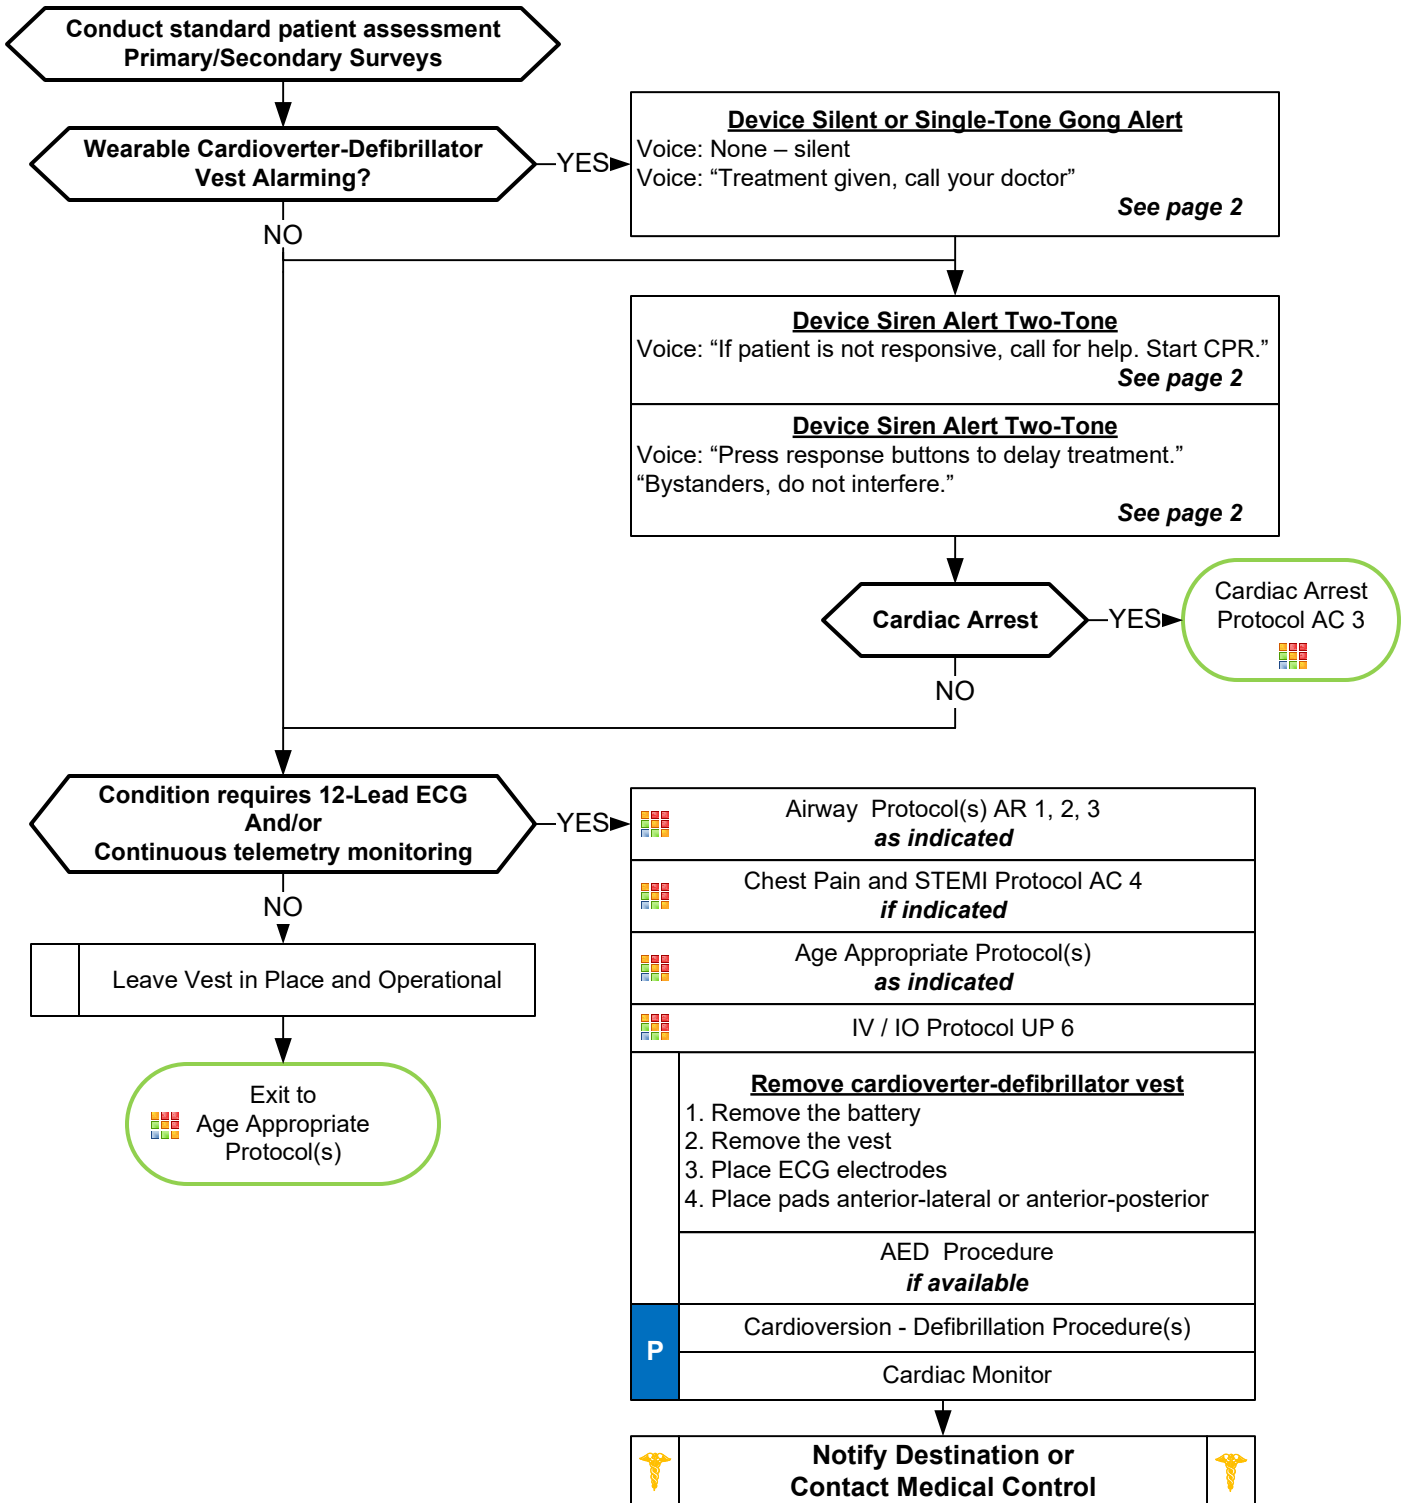 Conduct standard patient assessment
Primary/Secondary Surveys
Wearable Cardioverter-Defibrillator
Vest Alarming?
YES
NO
Device Silent or Single-Tone Gong Alert
Voice: None – silent
Voice: “Treatment given, call your doctor”
See page 2
Device Siren Alert Two-Tone
Voice: “If patient is not responsive, call for help. Start CPR.”
See page 2
Device Siren Alert Two-Tone
Voice: “Press response buttons to delay treatment.”
“Bystanders, do not interfere.”
See page 2
Cardiac Arrest
YES
Cardiac Arrest
Protocol AC 3
NO
Condition requires 12-Lead ECG
And/or
Continuous telemetry monitoring
YES
NO
Leave Vest in Place and Operational
Exit to
Age Appropriate
Protocol(s)
Airway  Protocol(s) AR 1, 2, 3
as indicated
Chest Pain and STEMI Protocol AC 4
if indicated
Age Appropriate Protocol(s)
as indicated
IV / IO Protocol UP 6
Remove cardioverter-defibrillator vest
1. Remove the battery
2. Remove the vest
3. Place ECG electrodes
4. Place pads anterior-lateral or anterior-posterior
AED  Procedure
if available
P
Cardioversion - Defibrillation Procedure(s)
Cardiac Monitor
Notify Destination or
Contact Medical Control